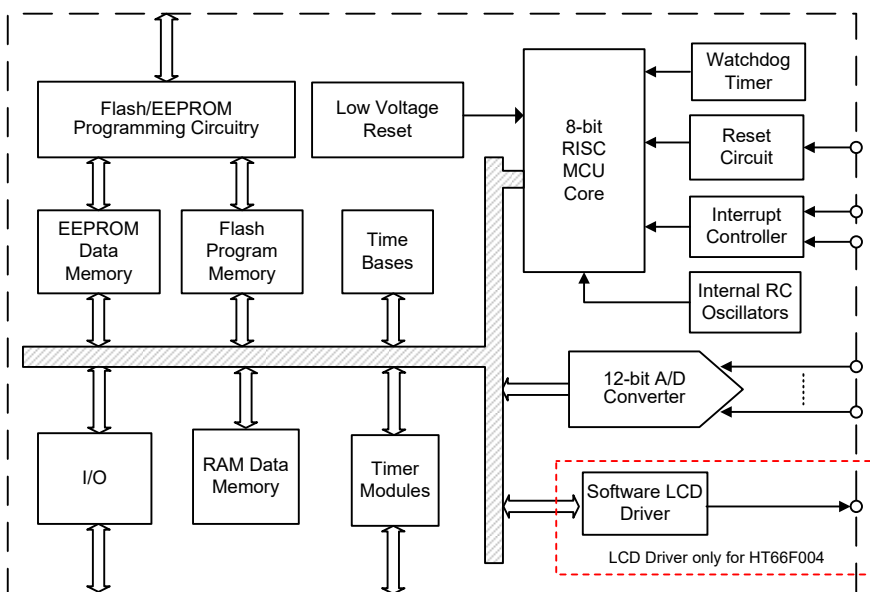 Flash/EEPROM
Programming Circuitry
Low Voltage
Reset
8-bit
RISC
MCU
Core
Watchdog
Timer
Reset
Circuit
Interrupt
Controller
Internal RC
Oscillators
EEPROM
Data
Memory
Flash
Program
Memory
Time
Bases
12-bit A/D
Converter
I/O
RAM Data
Memory
Timer
Modules
Software LCD
Driver
LCD Driver only for HT66F004